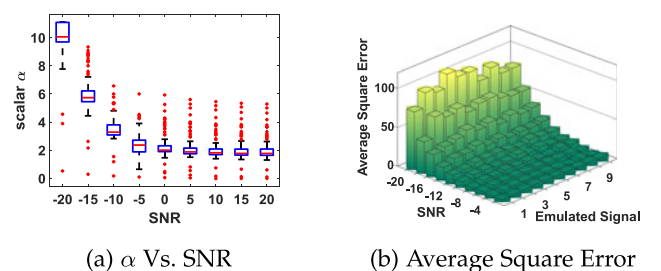 10
8
6
4
2
0
scalar α
-20 -15 -10 -5 0 5 10 15 20
SNR
(a) α Vs. SNR
100
50
0
Average Square Error
-20 -16 -12 -8 -4
SNR
1 3 5 7 9
Emulated Signal
(b) Average Square Error